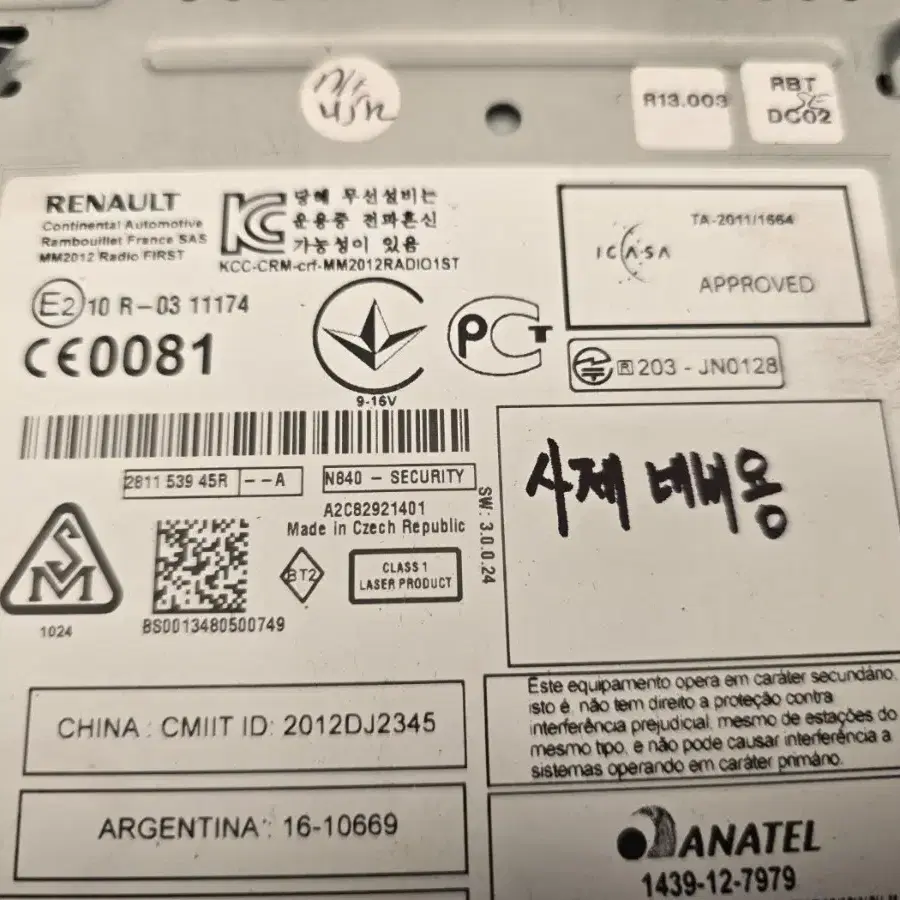 R13.003
RBT
DC02
RENAULT
Continental Automotive
Rambouillet France SAS
MM2012 Radio FIRST
당해 무선설비는
운용중 전파혼신
가능성이 있음
KCC-CRM-crf-MM2012RADIO1ST
ICASA
TA-2011/1664
APPROVED
E2 10 R-03 11174
CE0081
9-16V
PCT
R 203 - JN0128
2811 539 45R --A
N840 - SECURITY
A2C82921401
Made in Czech Republic
SW: 3.0.0.24
사제 네비용
SM
1024
BS0013480500749
BT2
CLASS 1
LASER PRODUCT
CHINA : CMIIT ID: 2012DJ2345
Este equipamento opera em caráter secundário,
isto é, não tem direito a proteção contra
interferência prejudicial, mesmo de estações do
mesmo tipo, e não pode causar interferência a
sistemas operando em caráter primário.
ARGENTINA : 16-10669
ANATEL
1439-12-7979